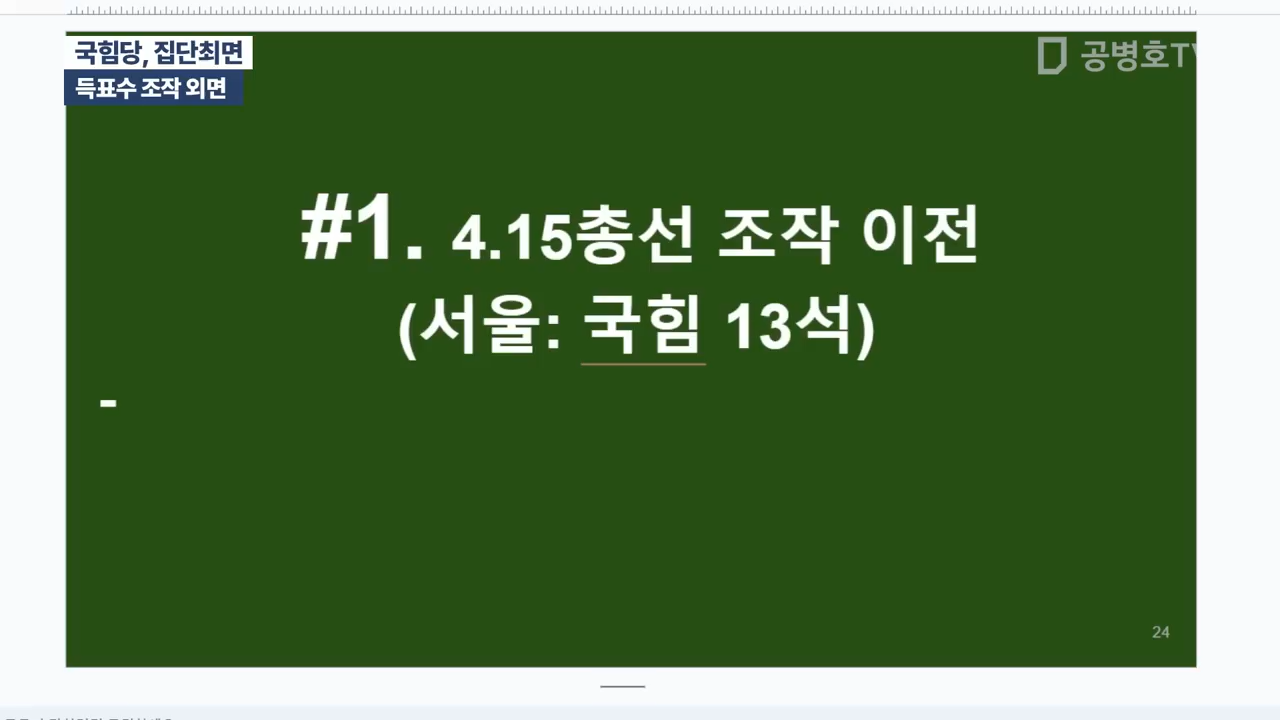 국힘당, 집단최면
득표수 조작 외면
공병호TV
#1. 4.15총선 조작 이전
(서울: 국힘 13석)
-
24